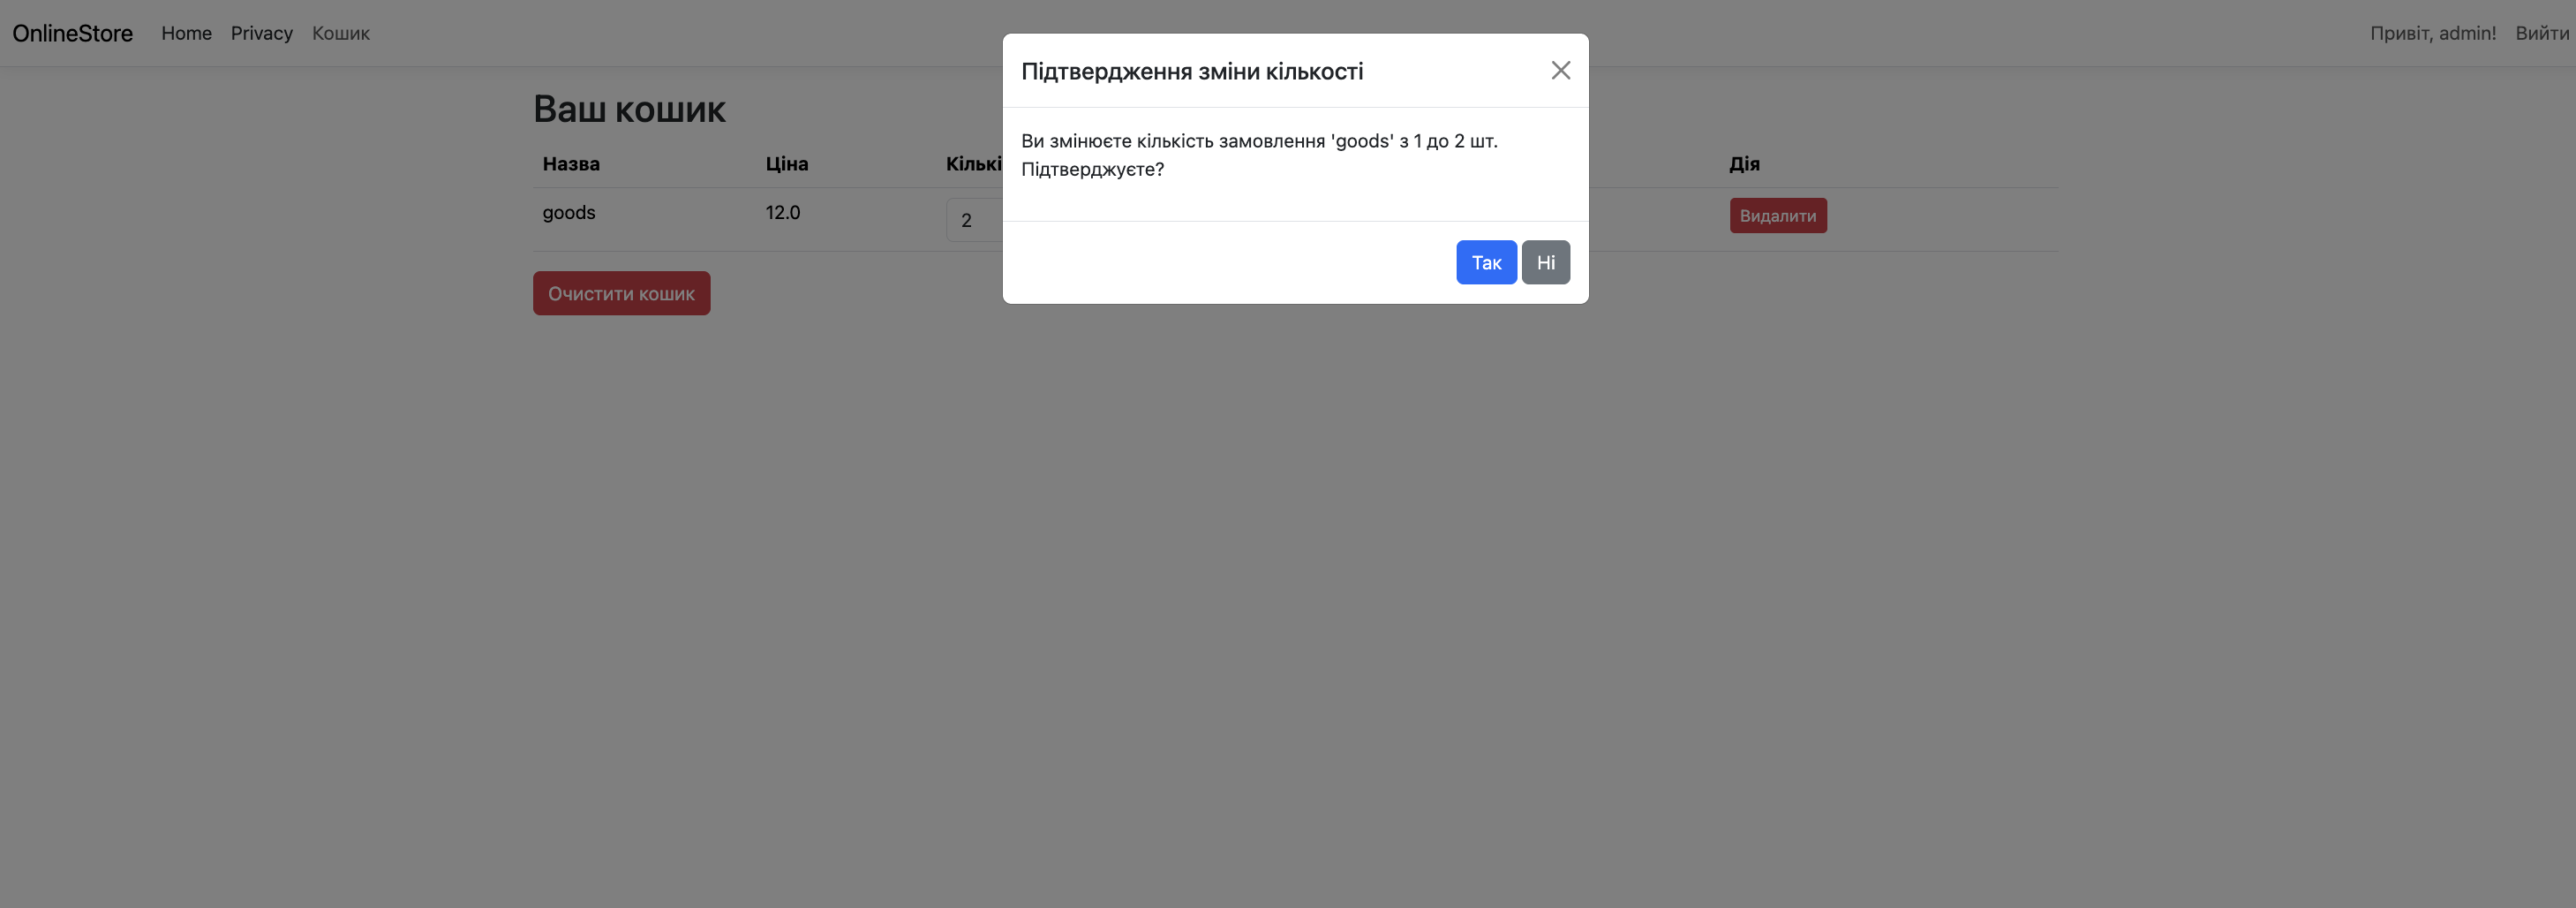 OnlineStore Home Privacy Кошик Привіт, admin! Вийти
Підтвердження зміни кількості
Ви змінюєте кількість замовлення 'goods' з 1 до 2 шт.
Підтверджуєте?
Так Ні
Ваш кошик
Назва Ціна Кількі Дія
goods 12.0 2 Видалити
Очистити кошик